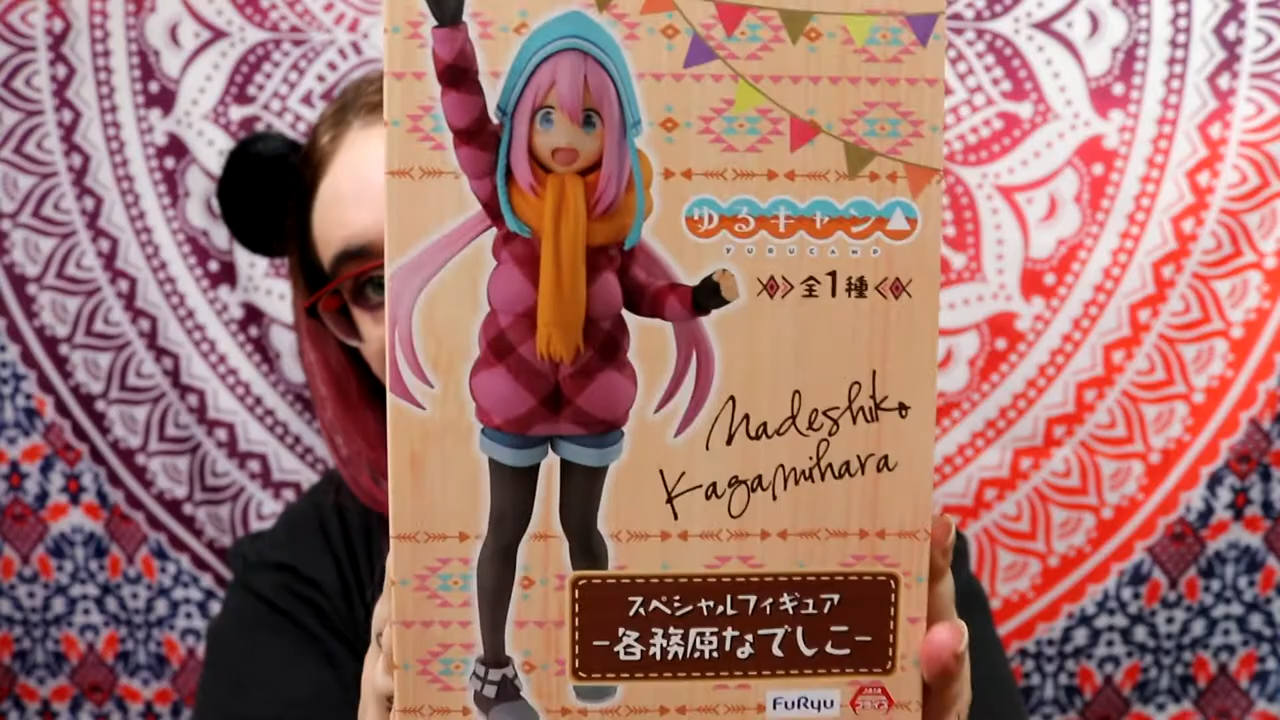 ゆるキャン△
YURUCAMP
全1種
Nadeshiko
Kagamihara
スペシャルフィギュア
-各務原なでしこ-
FuRyu